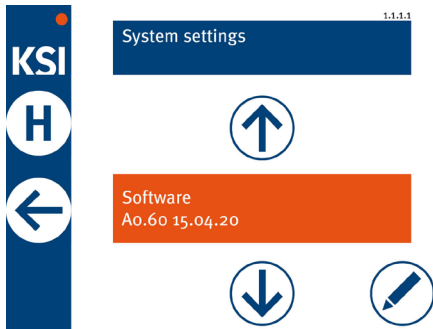 1.1.1.1
System settings
KSI
H
Software
A0.60 15.04.20